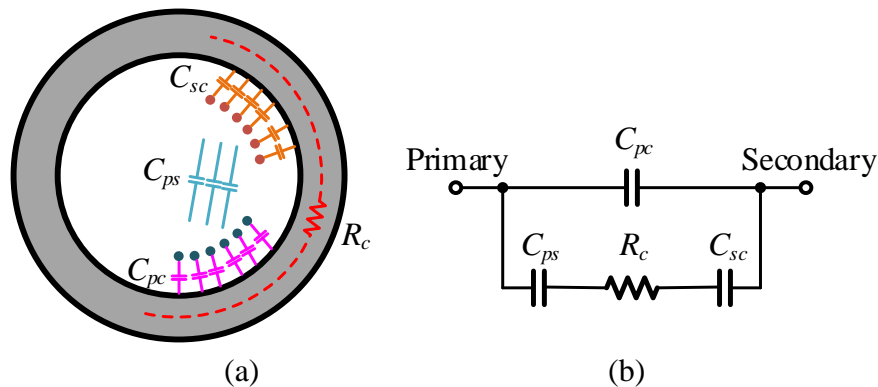 C_sc
C_ps
C_pc
R_c
(a)
C_pc
Primary
Secondary
C_ps
R_c
C_sc
(b)